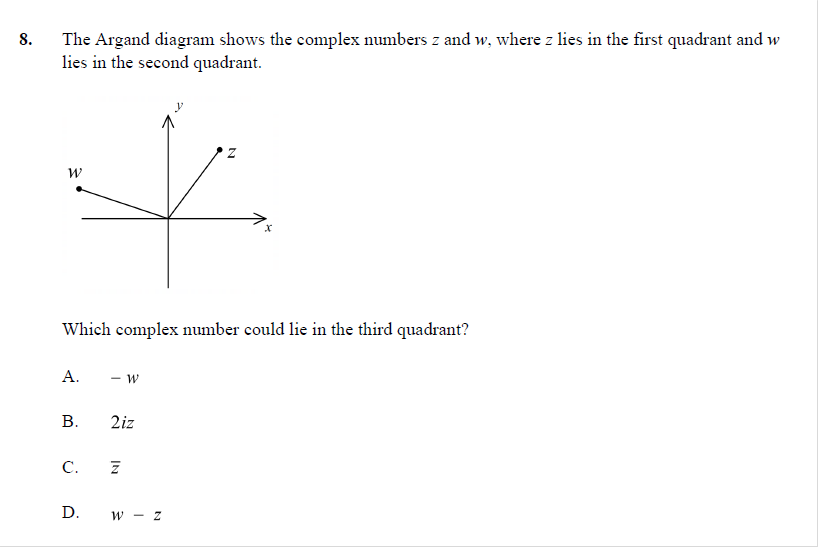 8. The Argand diagram shows the complex numbers z and w, where z lies in the first quadrant and w
lies in the second quadrant.
y
z
w
x
Which complex number could lie in the third quadrant?
A. − w
B. 2iz
C. z̅
D. w − z